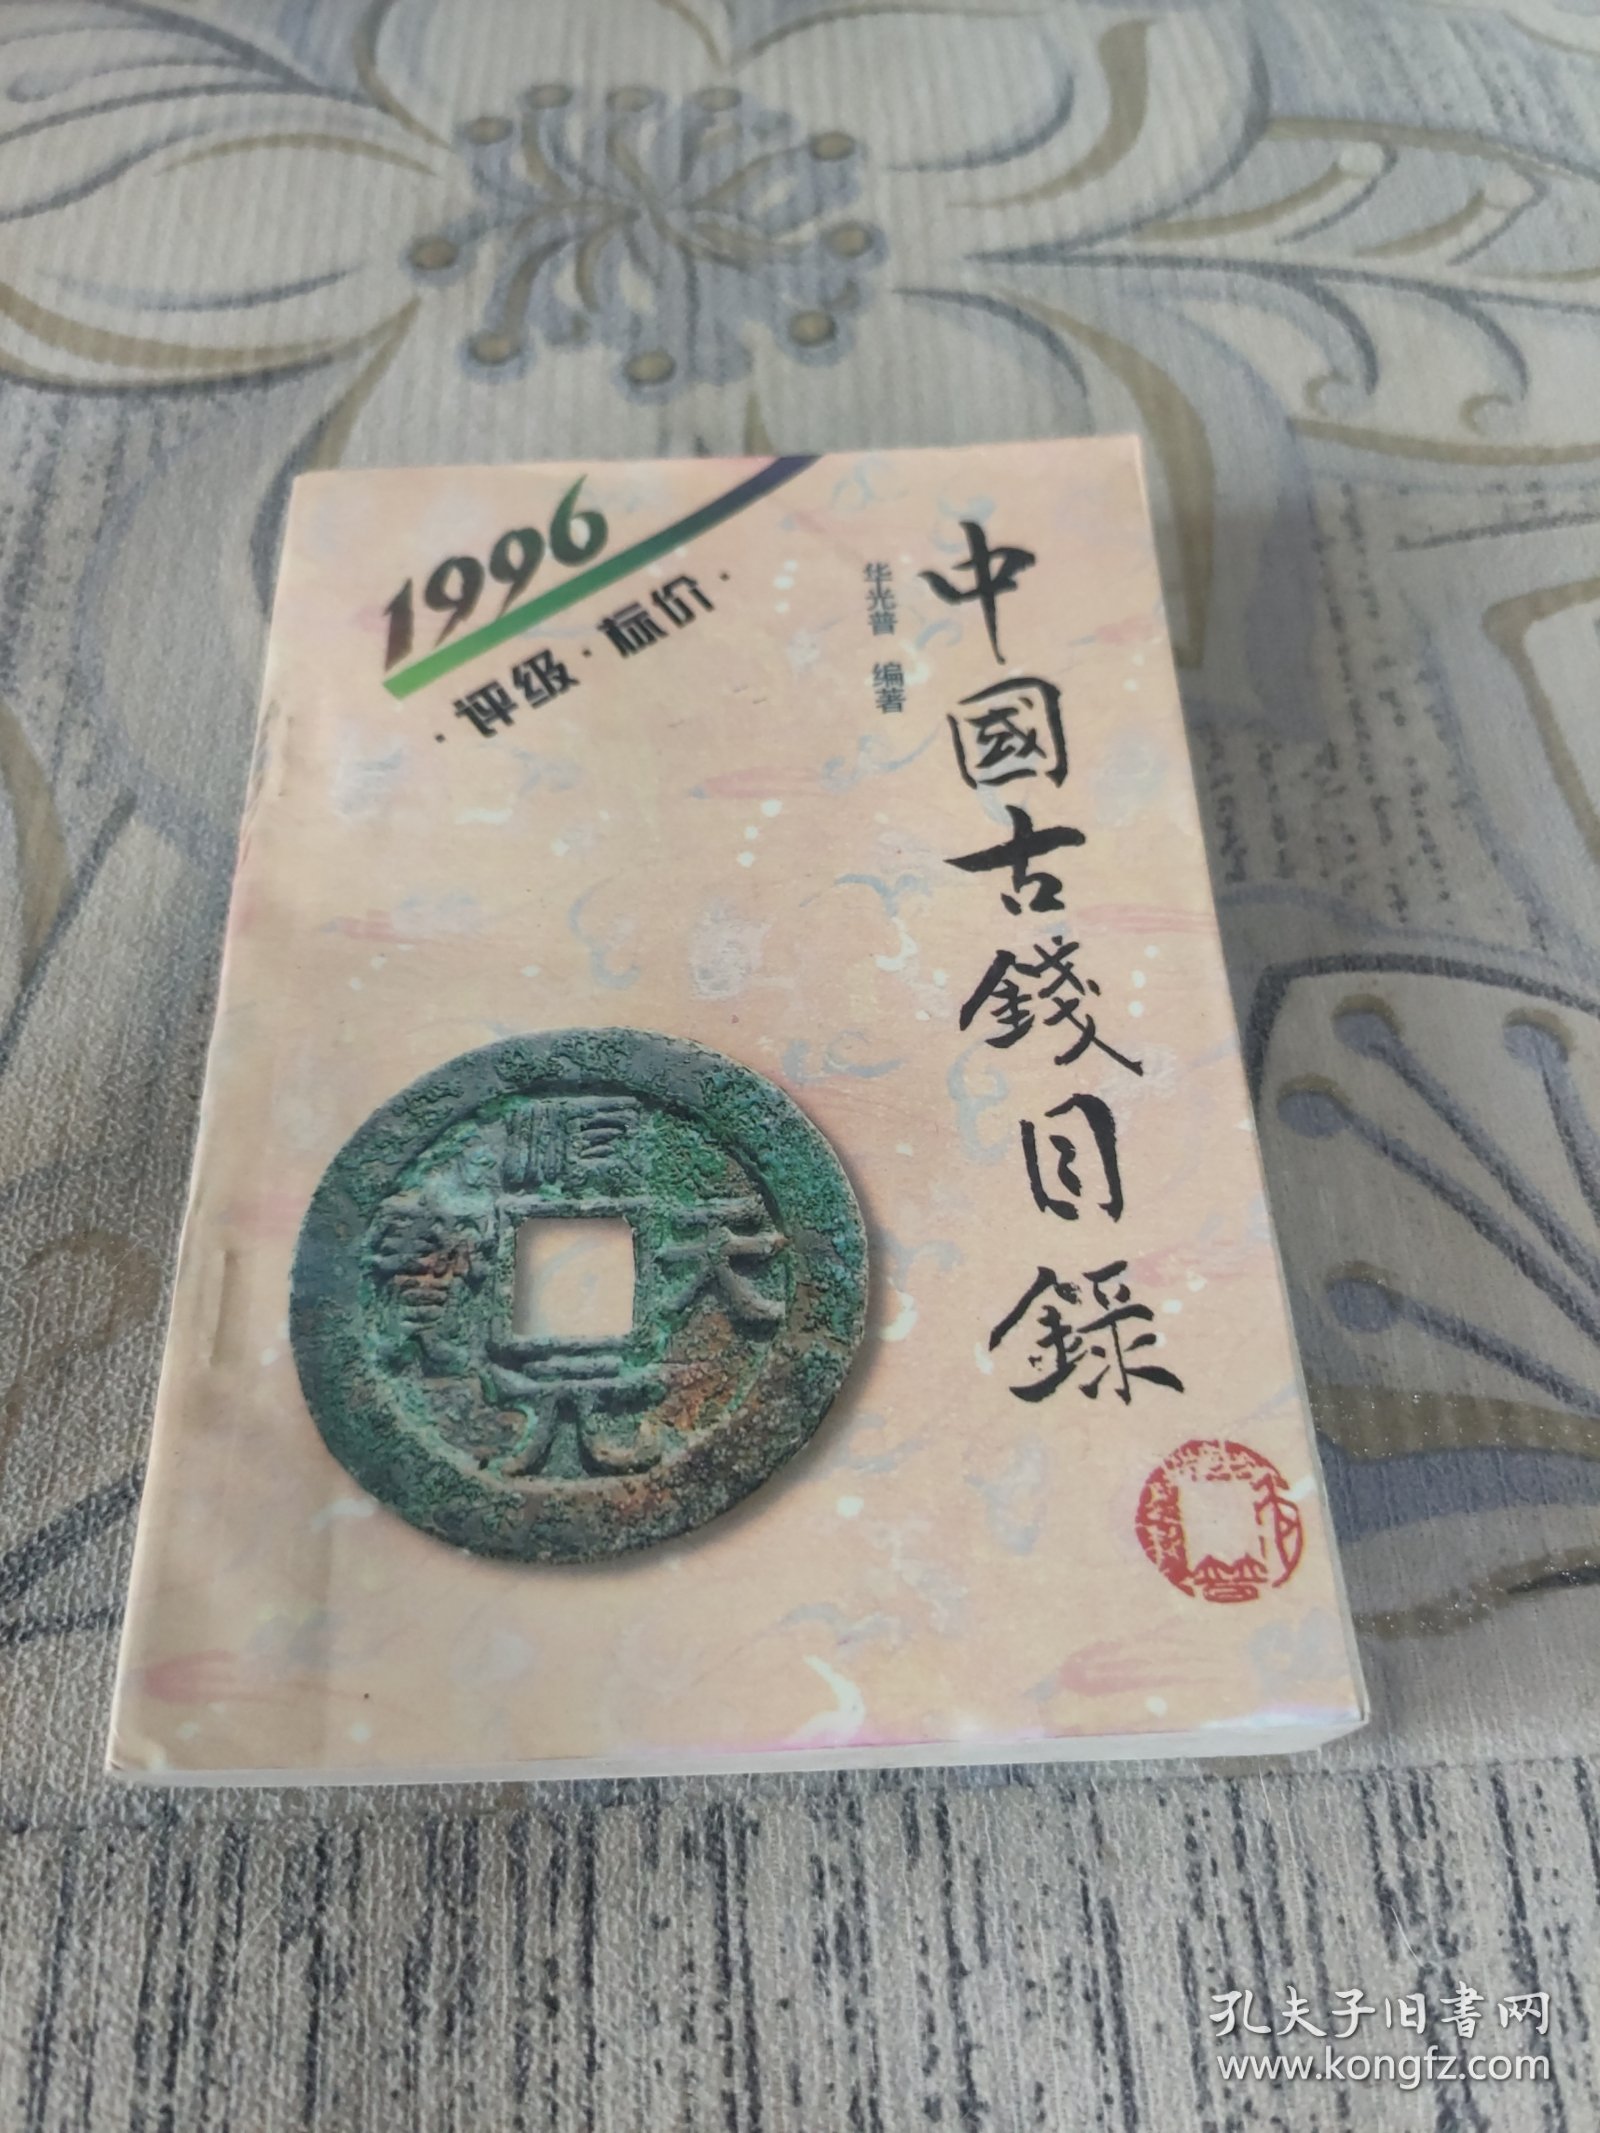 1996
·评级·标价·
华光普 编著
中國古錢目錄
順天元寶
孔夫子旧书网
www.kongfz.com